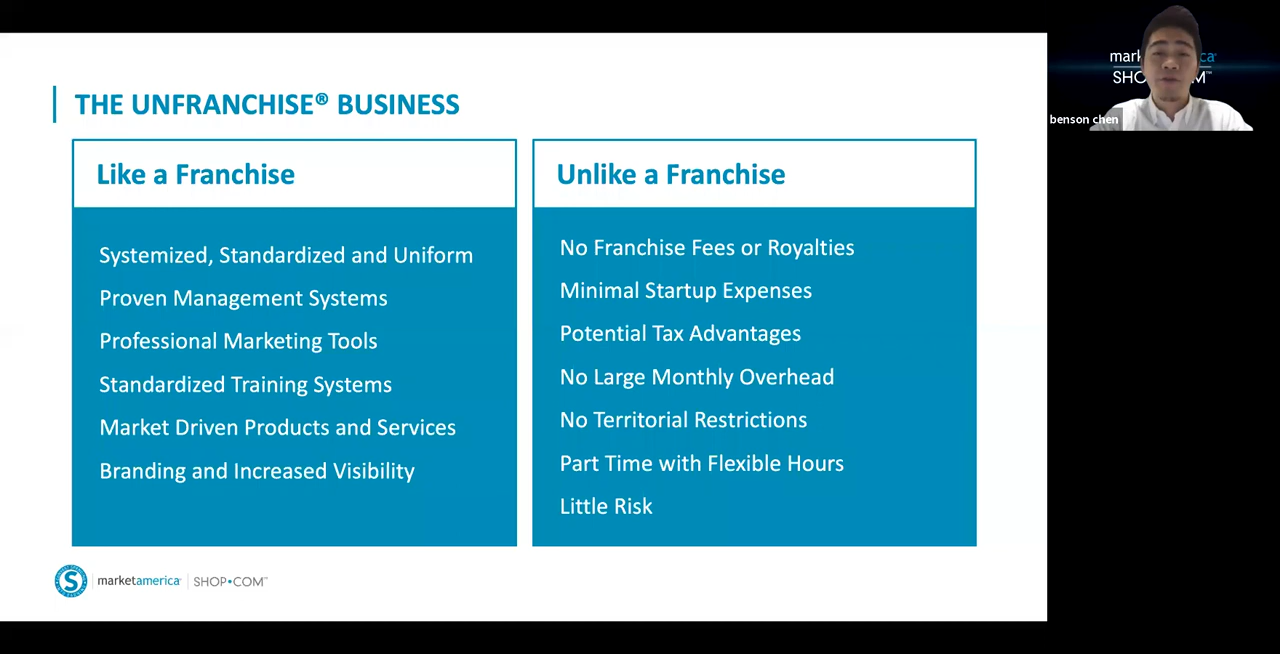 THE UNFRANCHISE® BUSINESS
Like a Franchise
Systemized, Standardized and Uniform
Proven Management Systems
Professional Marketing Tools
Standardized Training Systems
Market Driven Products and Services
Branding and Increased Visibility
Unlike a Franchise
No Franchise Fees or Royalties
Minimal Startup Expenses
Potential Tax Advantages
No Large Monthly Overhead
No Territorial Restrictions
Part Time with Flexible Hours
Little Risk
S
marketamerica® | SHOP•COM™
benson chen